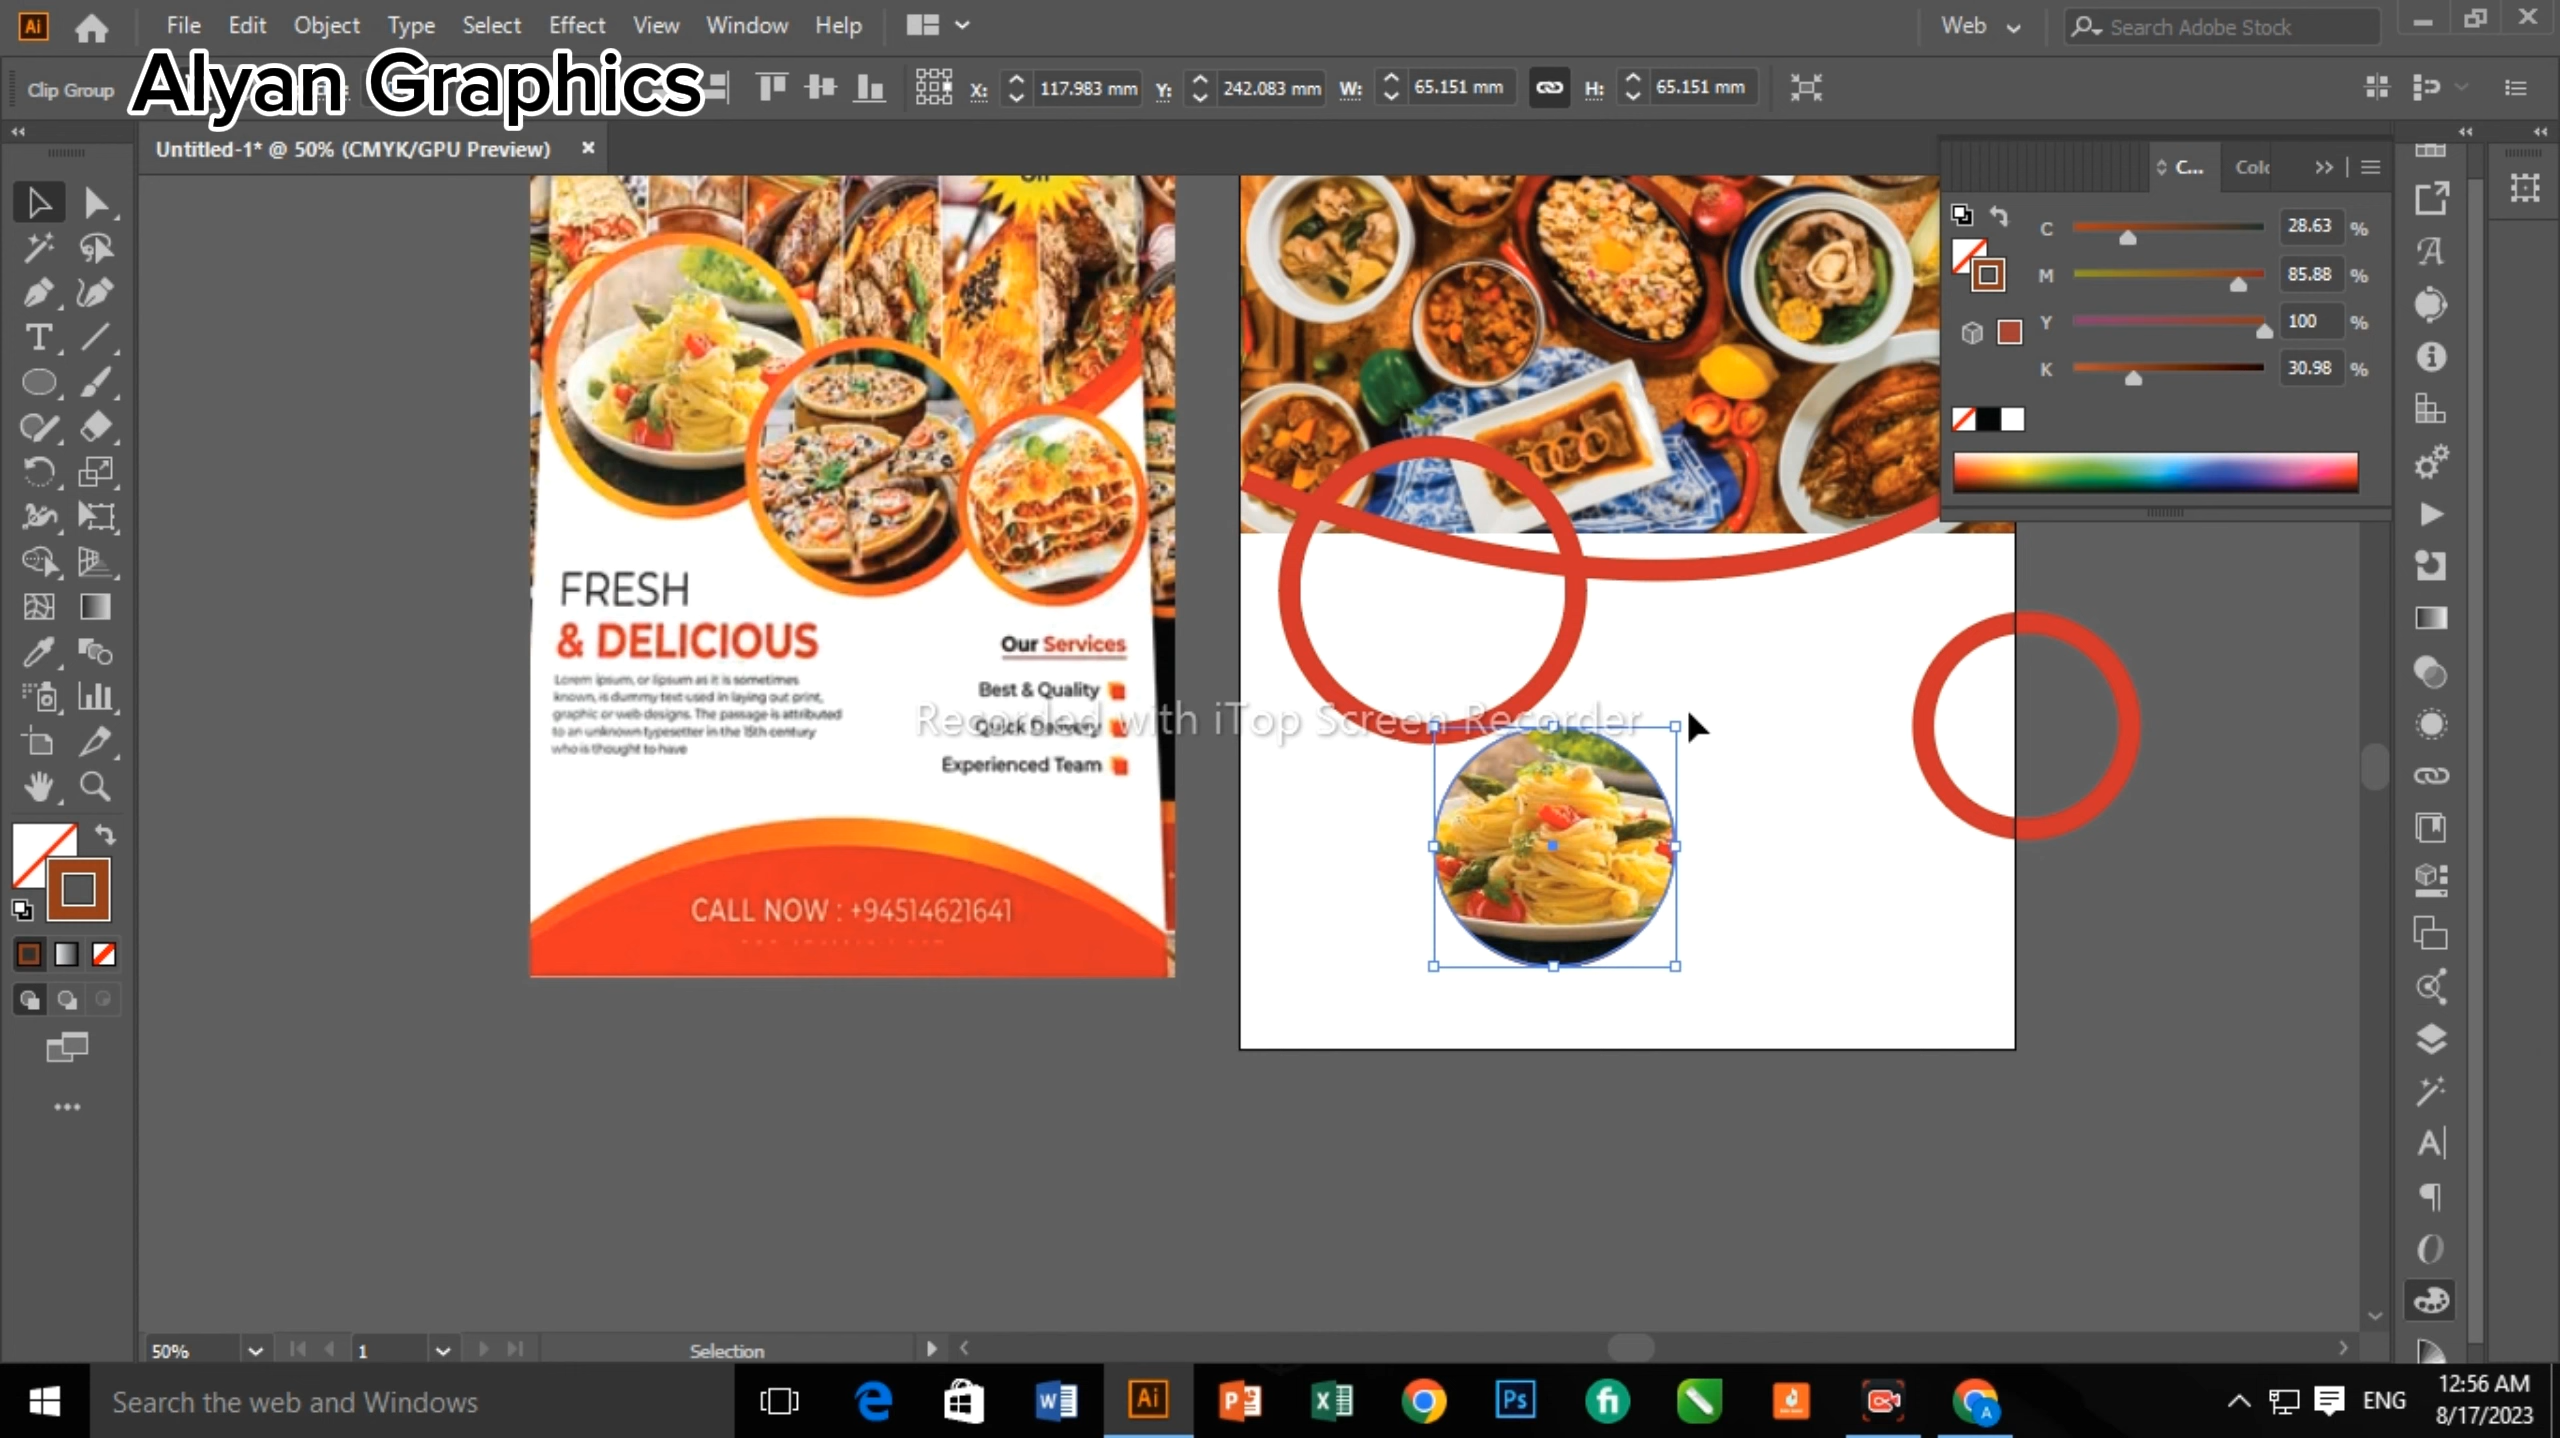 Ai File Edit Object Type Select Effect View Window Help Web Search Adobe Stock
Alyan Graphics
Clip Group X: 117.983 mm Y: 242.083 mm W: 65.151 mm H: 65.151 mm
Untitled-1* @ 50% (CMYK/GPU Preview)
C... Colo
C 28.63 %
M 85.88 %
Y 100 %
K 30.98 %
FRESH
& DELICIOUS
Lorem ipsum, or lipsum as it is sometimes
known, is dummy text used in laying out print,
graphic or web designs. The passage is attributed
to an unknown typesetter in the 15th century
who is thought to have
Our Services
Best & Quality
Quick Delivery
Experienced Team
Recorded with iTop Screen Recorder
CALL NOW : +94514621641
50% 1 Selection
Search the web and Windows
ENG
12:56 AM
8/17/2023